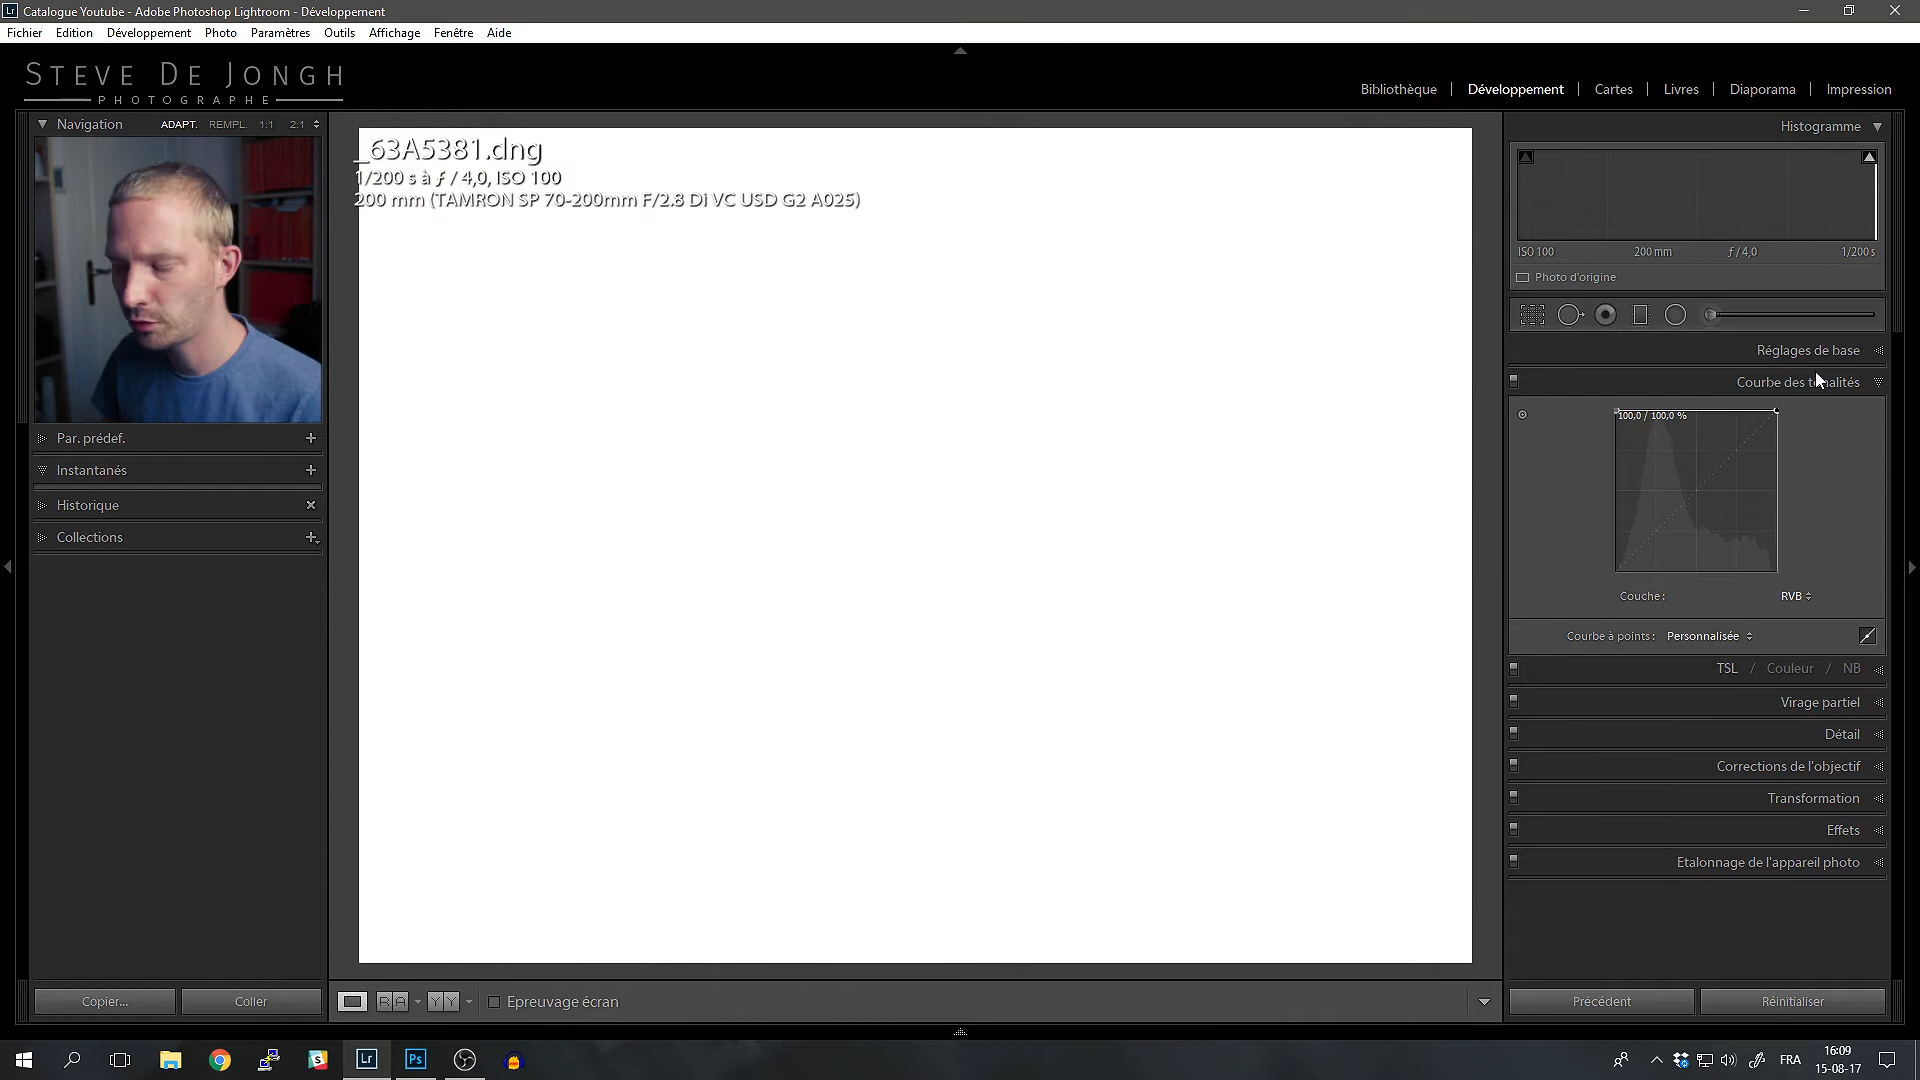 Catalogue Youtube - Adobe Photoshop Lightroom - Développement
Fichier Edition Développement Photo Paramètres Outils Affichage Fenêtre Aide
STEVE DE JONGH
PHOTOGRAPHE
Bibliothèque | Développement | Cartes | Livres | Diaporama | Impression
Navigation ADAPT. REMPL. 1:1 2:1
Histogramme
_63A5381.dng
1/200 s à ƒ / 4,0, ISO 100
200 mm (TAMRON SP 70-200mm F/2.8 Di VC USD G2 A025)
ISO 100 200 mm ƒ / 4,0 1/200 s
Photo d'origine
Réglages de base
Courbe des tonalités
100,0 / 100,0 %
Par. prédef.
Instantanés
Historique
Collections
Couche : RVB
Courbe à points : Personnalisée
TSL / Couleur / NB
Virage partiel
Détail
Corrections de l'objectif
Transformation
Effets
Etalonnage de l'appareil photo
Copier... Coller
R A Y Y Epreuvage écran
Précédent Réinitialiser
Lr Ps
FRA
16:09
15-08-17